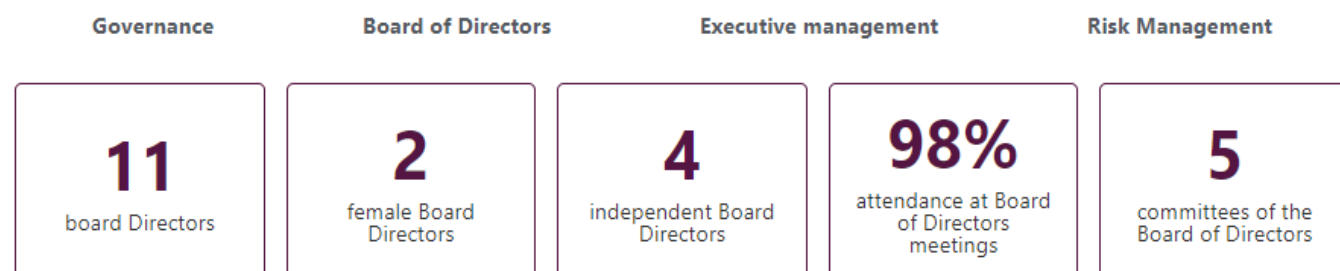 Governance
Board of Directors
Executive management
Risk Management
11
board Directors
2
female Board
Directors
4
independent Board
Directors
98%
attendance at Board
of Directors
meetings
5
committees of the
Board of Directors